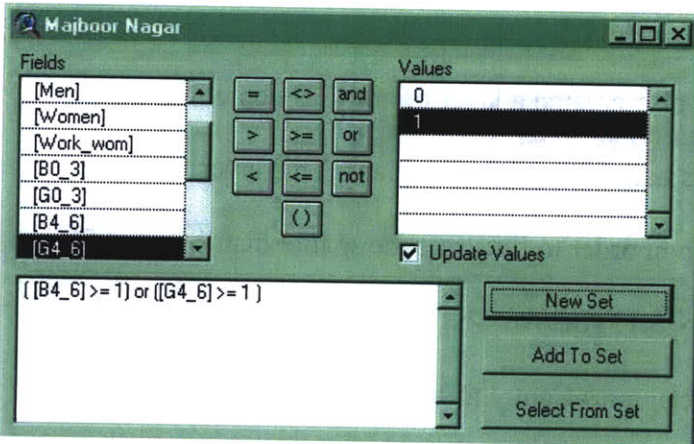 Majboor Nagar
Fields
[Men]
[Women]
[Work_wom]
[B0_3]
[G0_3]
[B4_6]
[G4_6]
= <> and
> >= or
< <= not
()
Values
0
1
Update Values
( [B4_6] >= 1) or ([G4_6] >= 1 )
New Set
Add To Set
Select From Set